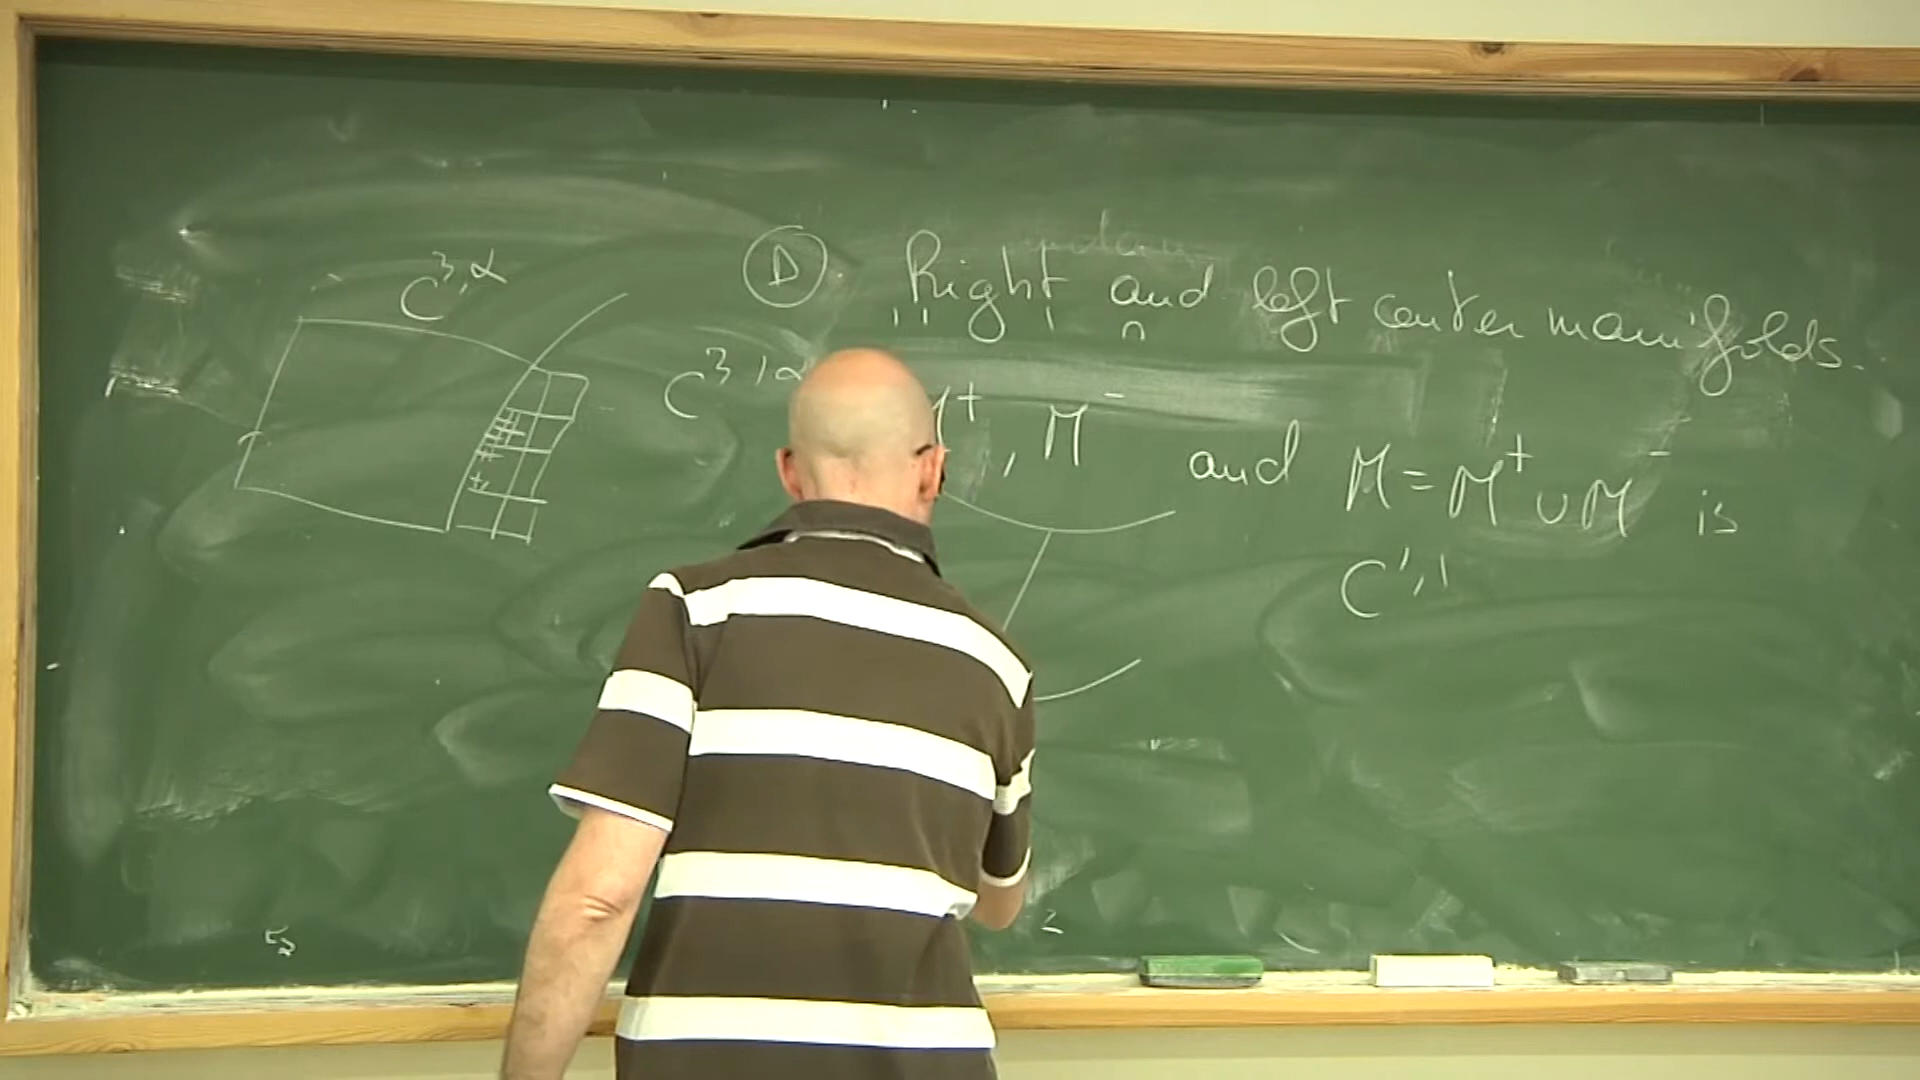 C^{3,α}
Ⓓ Right and left center manifolds.
C^{3,α} M^+, M^- and M = M^+ ∪ M^- is
C^{1,1}